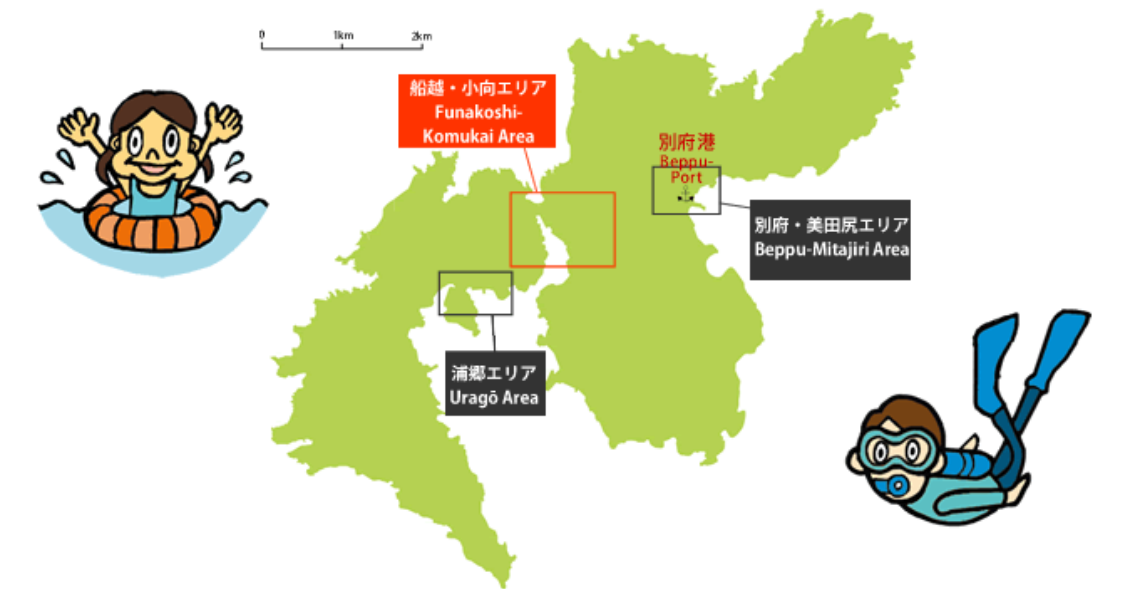 0 1km 2km
船越・小向エリア
Funakoshi-
Komukai Area
別府港
Beppu-
Port
別府・美田尻エリア
Beppu-Mitajiri Area
浦郷エリア
Uragō Area